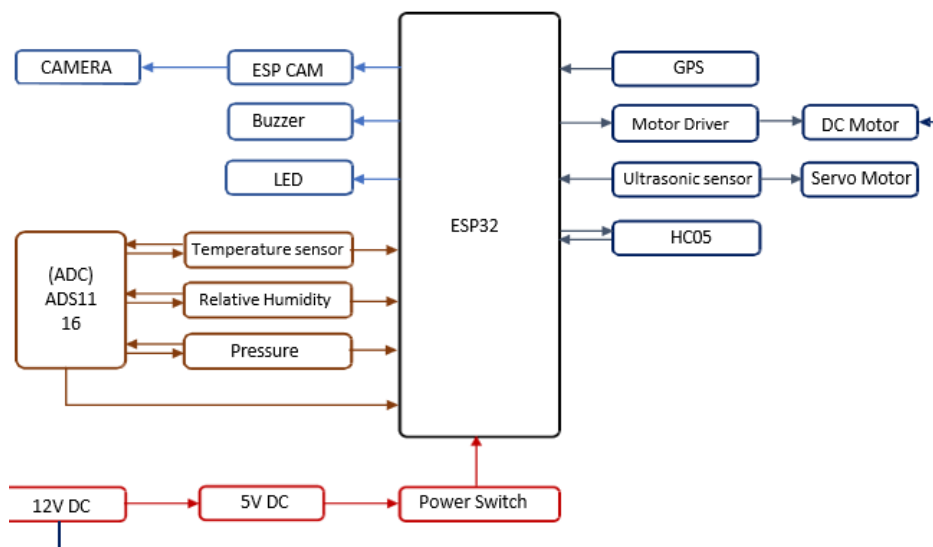 CAMERA
ESP CAM
GPS
Buzzer
Motor Driver
DC Motor
LED
Ultrasonic sensor
Servo Motor
ESP32
HC05
(ADC)
ADS11
16
Temperature sensor
Relative Humidity
Pressure
12V DC
5V DC
Power Switch